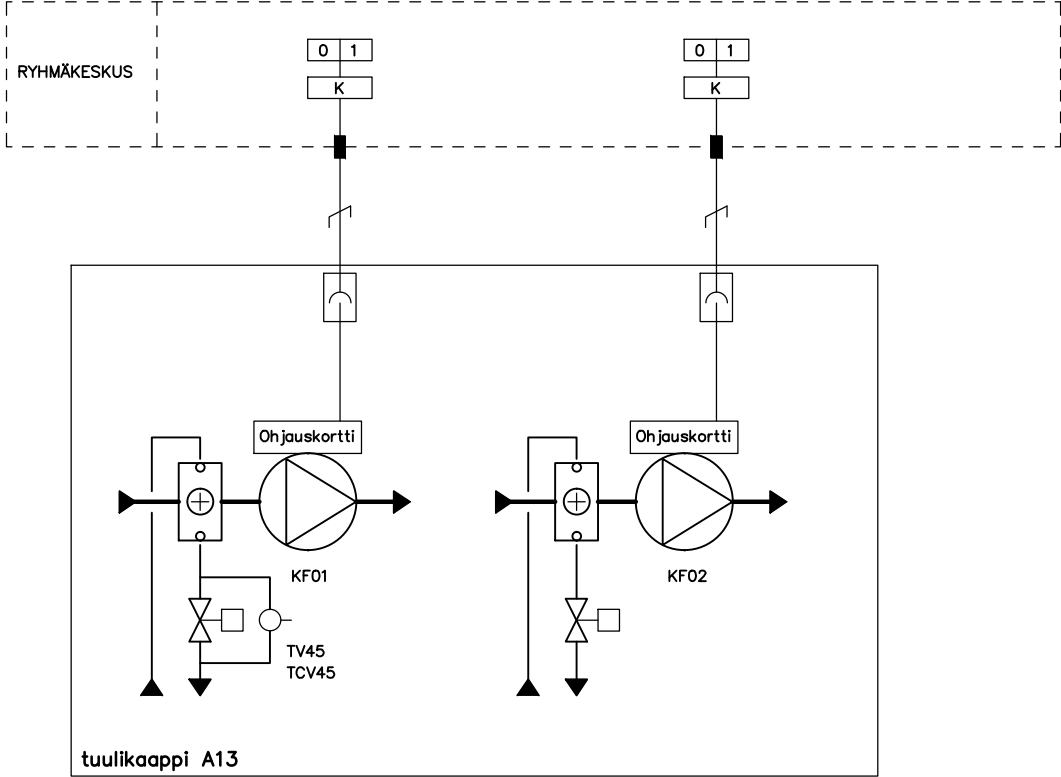 0 1
0 1
RYHMÄKESKUS
K
K
Ohjauskortti
Ohjauskortti
KF01
KF02
TV45
TCV45
tuulikaappi A13